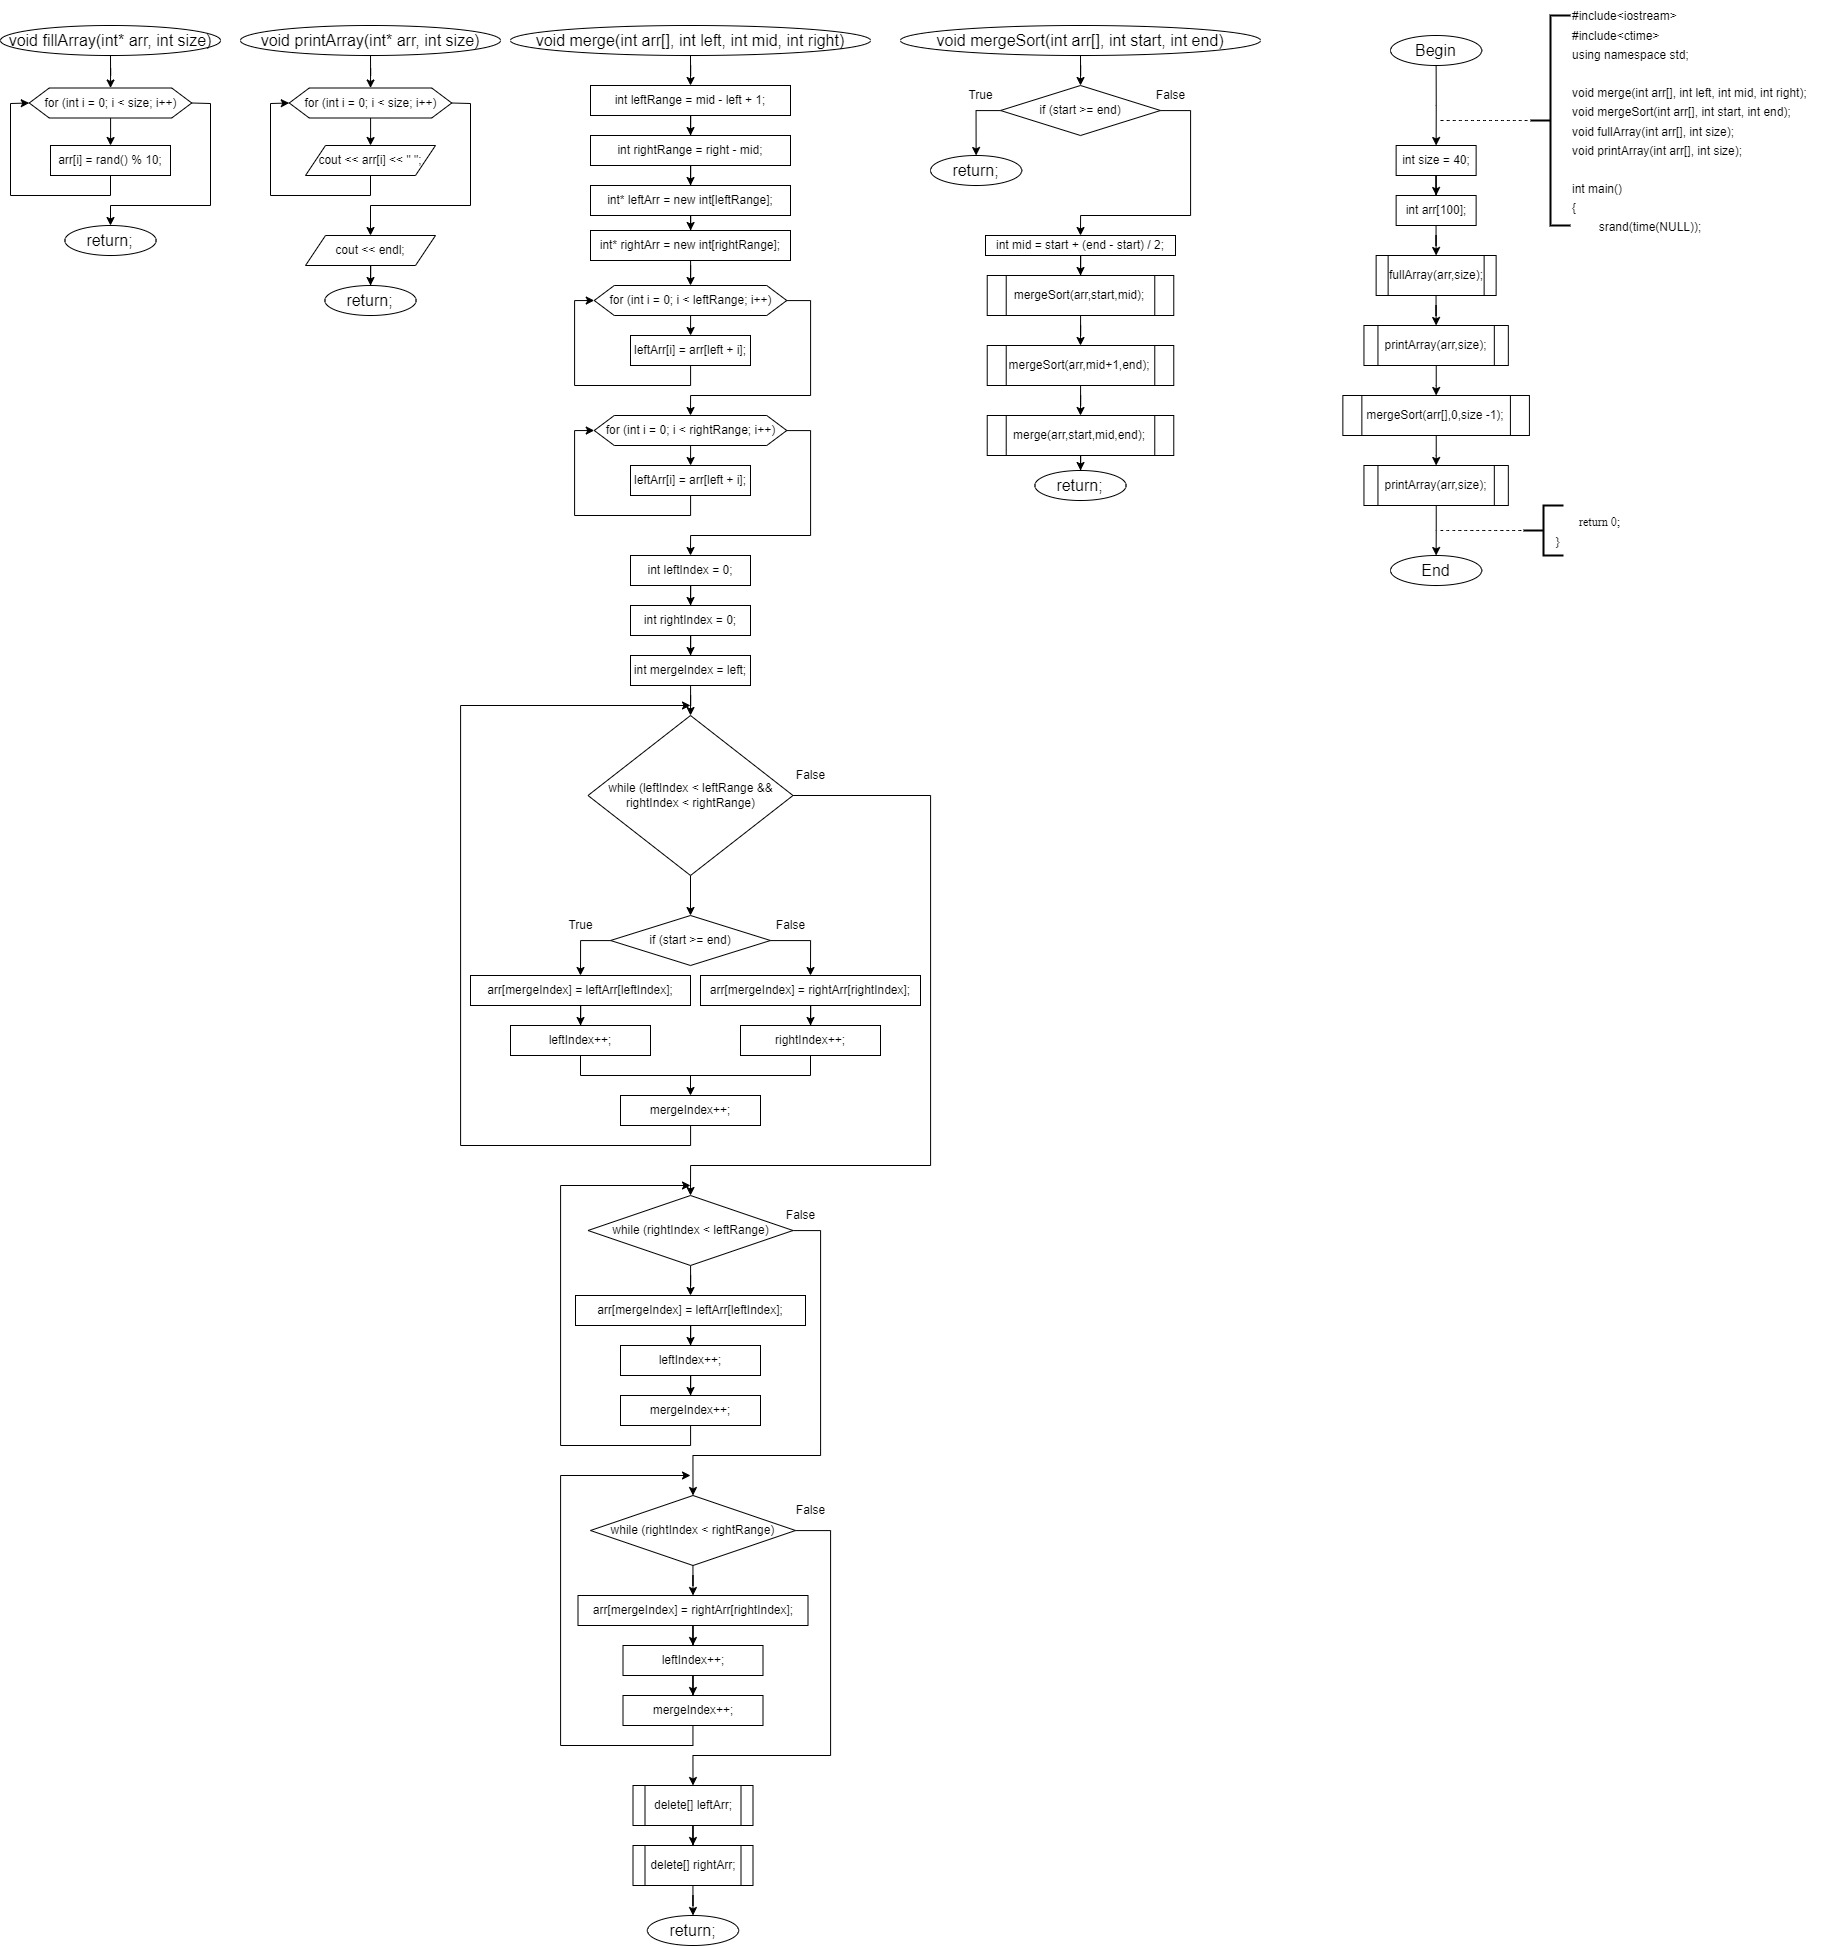 void fillArray(int* arr, int size)
for (int i = 0; i < size; i++)
arr[i] = rand() % 10;
return;
void printArray(int* arr, int size)
for (int i = 0; i < size; i++)
cout << arr[i] << " ";
cout << endl;
return;
void merge(int arr[], int left, int mid, int right)
int leftRange = mid - left + 1;
int rightRange = right - mid;
int* leftArr = new int[leftRange];
int* rightArr = new int[rightRange];
for (int i = 0; i < leftRange; i++)
leftArr[i] = arr[left + i];
for (int i = 0; i < rightRange; i++)
leftArr[i] = arr[left + i];
int leftIndex = 0;
int rightIndex = 0;
int mergeIndex = left;
while (leftIndex < leftRange &&
rightIndex < rightRange)
False
if (start >= end)
True
False
arr[mergeIndex] = leftArr[leftIndex];
arr[mergeIndex] = rightArr[rightIndex];
leftIndex++;
rightIndex++;
mergeIndex++;
while (rightIndex < leftRange)
False
arr[mergeIndex] = leftArr[leftIndex];
leftIndex++;
mergeIndex++;
while (rightIndex < rightRange)
False
arr[mergeIndex] = rightArr[rightIndex];
leftIndex++;
mergeIndex++;
delete[] leftArr;
delete[] rightArr;
return;
void mergeSort(int arr[], int start, int end)
True
False
if (start >= end)
return;
int mid = start + (end - start) / 2;
mergeSort(arr,start,mid);
mergeSort(arr,mid+1,end);
merge(arr,start,mid,end);
return;
Begin
int size = 40;
int arr[100];
fullArray(arr,size);
printArray(arr,size);
mergeSort(arr[],0,size -1);
printArray(arr,size);
End
#include<iostream>
#include<ctime>
using namespace std;
void merge(int arr[], int left, int mid, int right);
void mergeSort(int arr[], int start, int end);
void fullArray(int arr[], int size);
void printArray(int arr[], int size);
int main()
{
srand(time(NULL));
return 0;
}